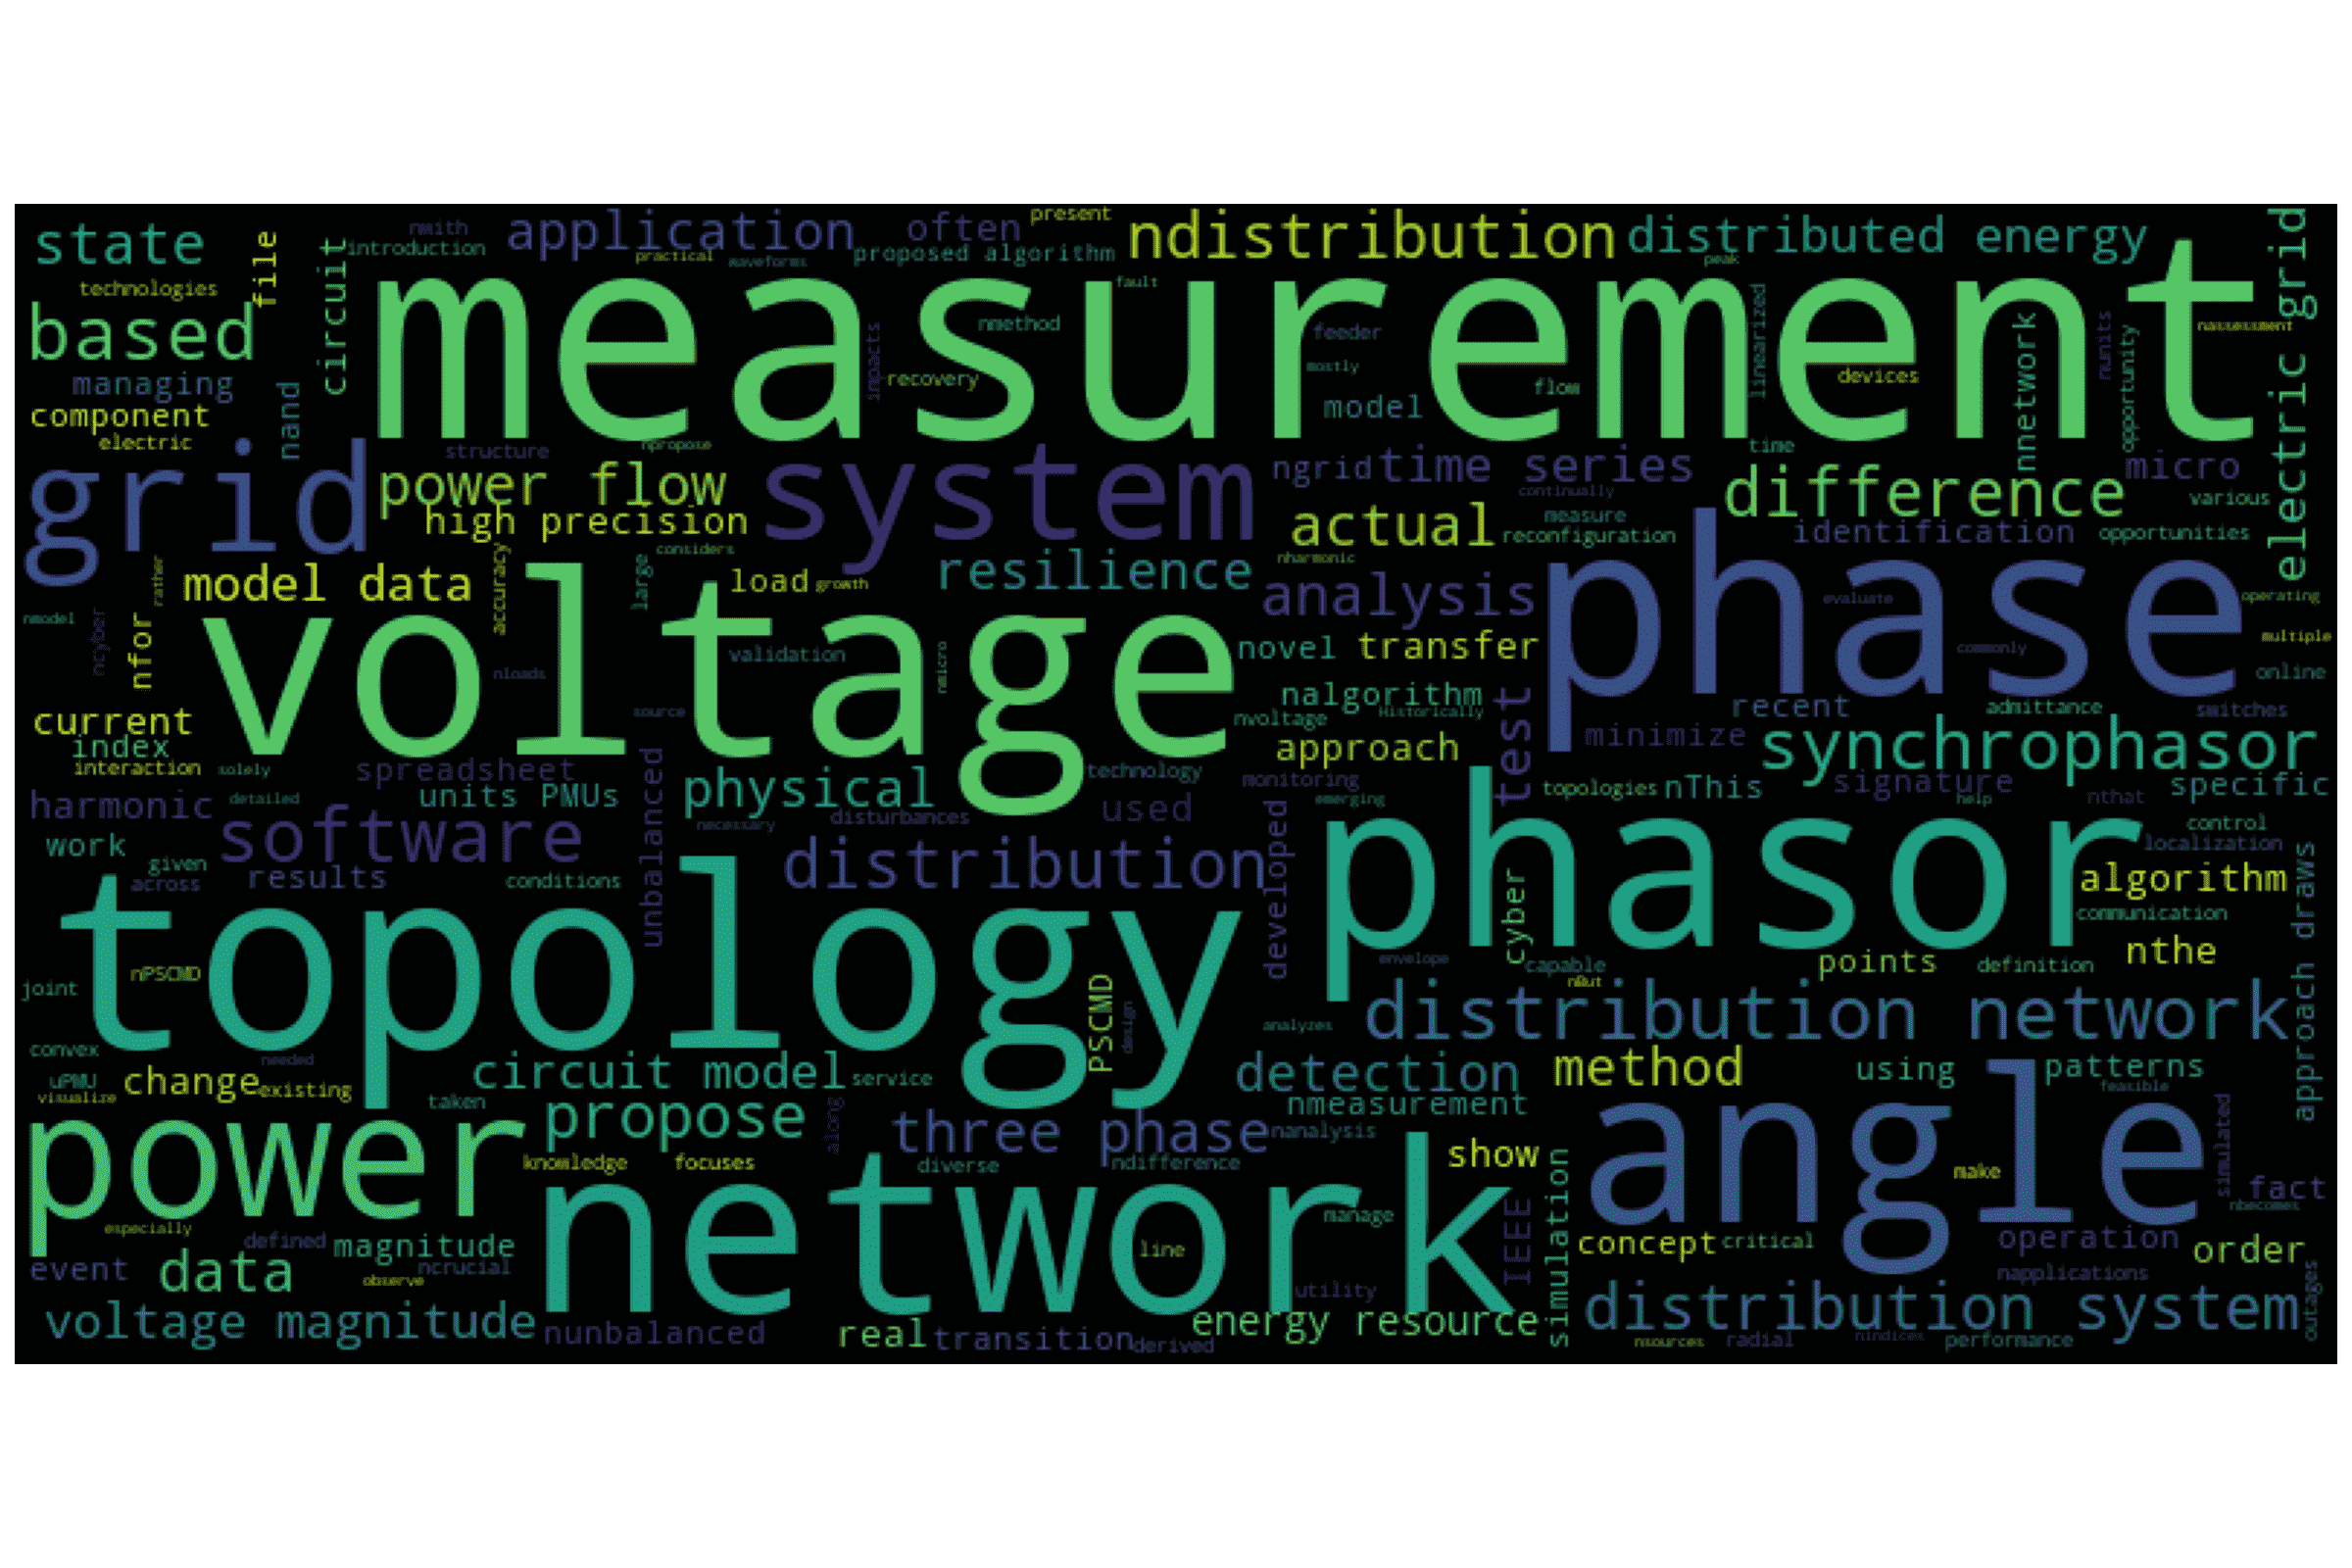 state
technologies
based
file
managing
component
electric
nand
circuit
nwith
introduction
application
practical
waveforms
often
present
proposed algorithm
ndistribution
distributed energy
peak
electric grid
measurement
fault
nmethod
impacts
recovery
feeder
mostly
model
flow
linearized
devices
nnetwork
nunits
opportunity
nassessment
grid
structure
npropose
power flow
high precision
system
ngrid
time series
continually
time
difference
micro
various
actual
measure
reconfiguration
identification
opportunities
considers
resilience
nharmonic
analysis
phase
evaluate
commonly
operating
multiple
online
nmodel
ncyber
nfor
rather
model data
accuracy
large
load
growth
voltage
validation
nloads
nmicro
source
novel
transfer
nalgorithm
Historically
nvoltage
approach
test
recent
minimize
admittance
switches
synchrophasor
current
index
interaction
solely
spreadsheet
units PMUs
unbalanced
physical
technology
used
monitoring
emerging
topologies
nThis
signature
help
nthat
specific
harmonic
detailed
software
necessary
disturbances
work
given
across
results
conditions
distribution
developed
phasor
cyber
control
localization
algorithm
communication
approach draws
topology
joint
nPSCMD
PSCMD
design
envelope
capable
nBut
points
definition
nthe
analyzes
distribution network
convex
uPMU
visualize
change
existing
needed
taken
circuit model
service
detection
method
using
patterns
feasible
power
propose
along
three phase
nanalysis
nmeasurement
angle
make
simulated
fact
nbecomes
knowledge
focuses
diverse
ndifference
show
especially
network
line
manage
IEEE
simulation
concept
critical
operation
order
event
data
defined
magnitude
observe
ncrucial
utility
napplications
outages
voltage magnitude
nunbalanced
real
transition
derived
energy resource
distribution system
nsources
radial
nindices
performance